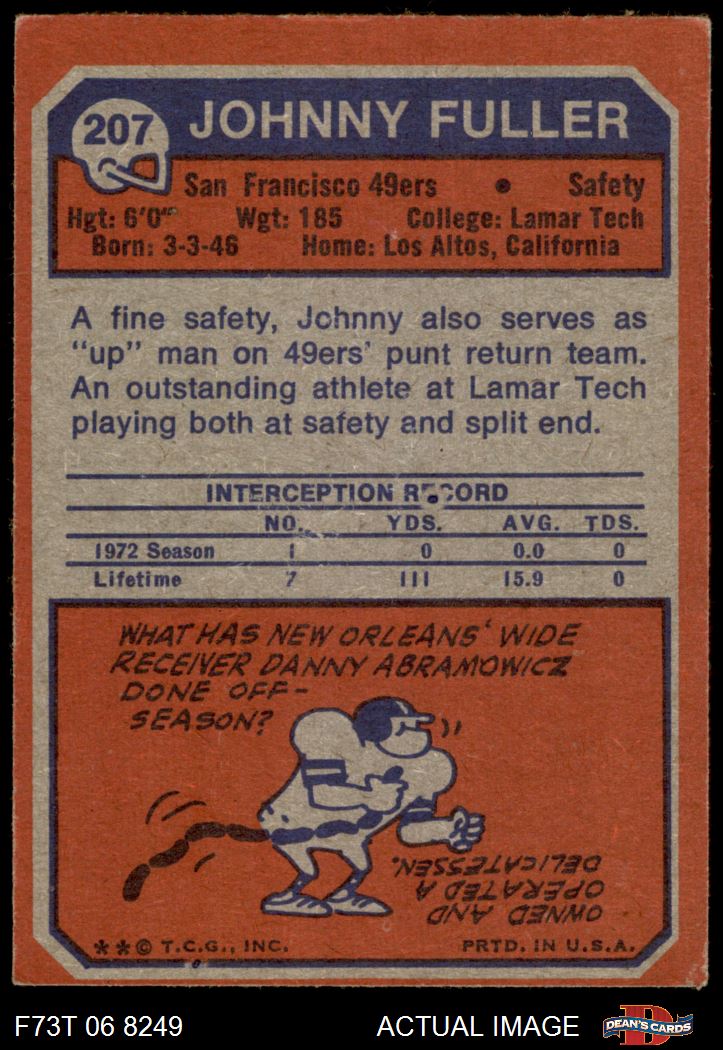 207
JOHNNY FULLER
San Francisco 49ers • Safety
Hgt: 6'0" Wgt: 185 College: Lamar Tech
Born: 3-3-46 Home: Los Altos, California
A fine safety, Johnny also serves as
"up" man on 49ers' punt return team.
An outstanding athlete at Lamar Tech
playing both at safety and split end.
INTERCEPTION RECORD
NO. YDS. AVG. TDS.
1972 Season 1 0 0.0 0
Lifetime 7 111 15.9 0
WHAT HAS NEW ORLEANS' WIDE
RECEIVER DANNY ABRAMOWICZ
DONE OFF-
SEASON?
OWNED AND
OPERATED A
DELICATESSEN.
**© T.C.G., INC. PRTD. IN U.S.A.
F73T 06 8249 ACTUAL IMAGE
D
DEAN'S CARDS